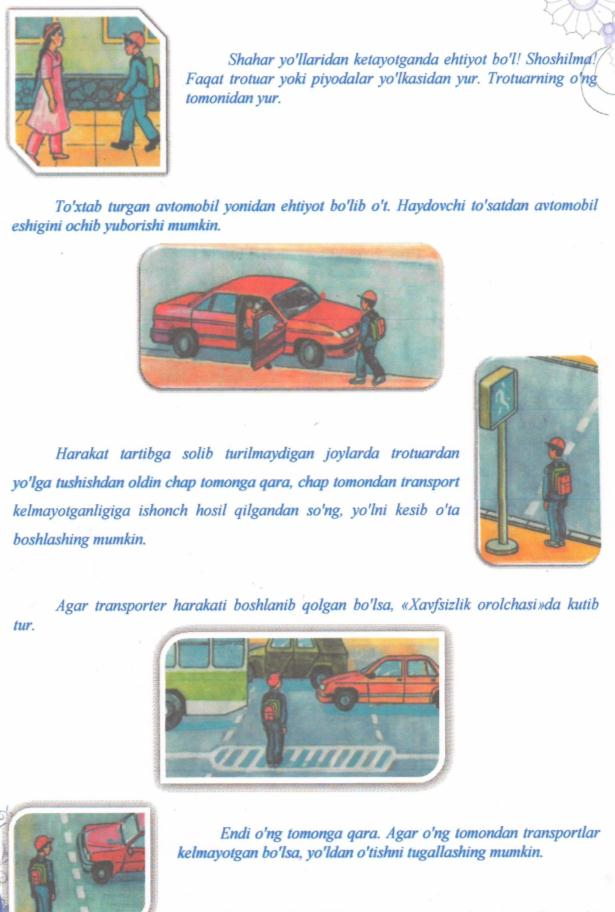 Shahar yo'llaridan ketayotganda ehtiyot bo'l! Shoshilma!
Faqat trotuar yoki piyodalar yo'lkasidan yur. Trotuarning o'ng
tomonidan yur.
To'xtab turgan avtomobil yonidan ehtiyot bo'lib o't. Haydovchi to'satdan avtomobil
eshigini ochib yuborishi mumkin.
Harakat tartibga solib turilmaydigan joylarda trotuardan
yo'lga tushishdan oldin chap tomonga qara, chap tomondan transport
kelmayotganligiga ishonch hosil qilgandan so'ng, yo'lni kesib o'ta
boshlashing mumkin.
Agar transporter harakati boshlanib qolgan bo'lsa, «Xavfsizlik orolchasi»da kutib
tur.
Endi o'ng tomonga qara. Agar o'ng tomondan transportlar
kelmayotgan bo'lsa, yo'ldan o'tishni tugallashing mumkin.